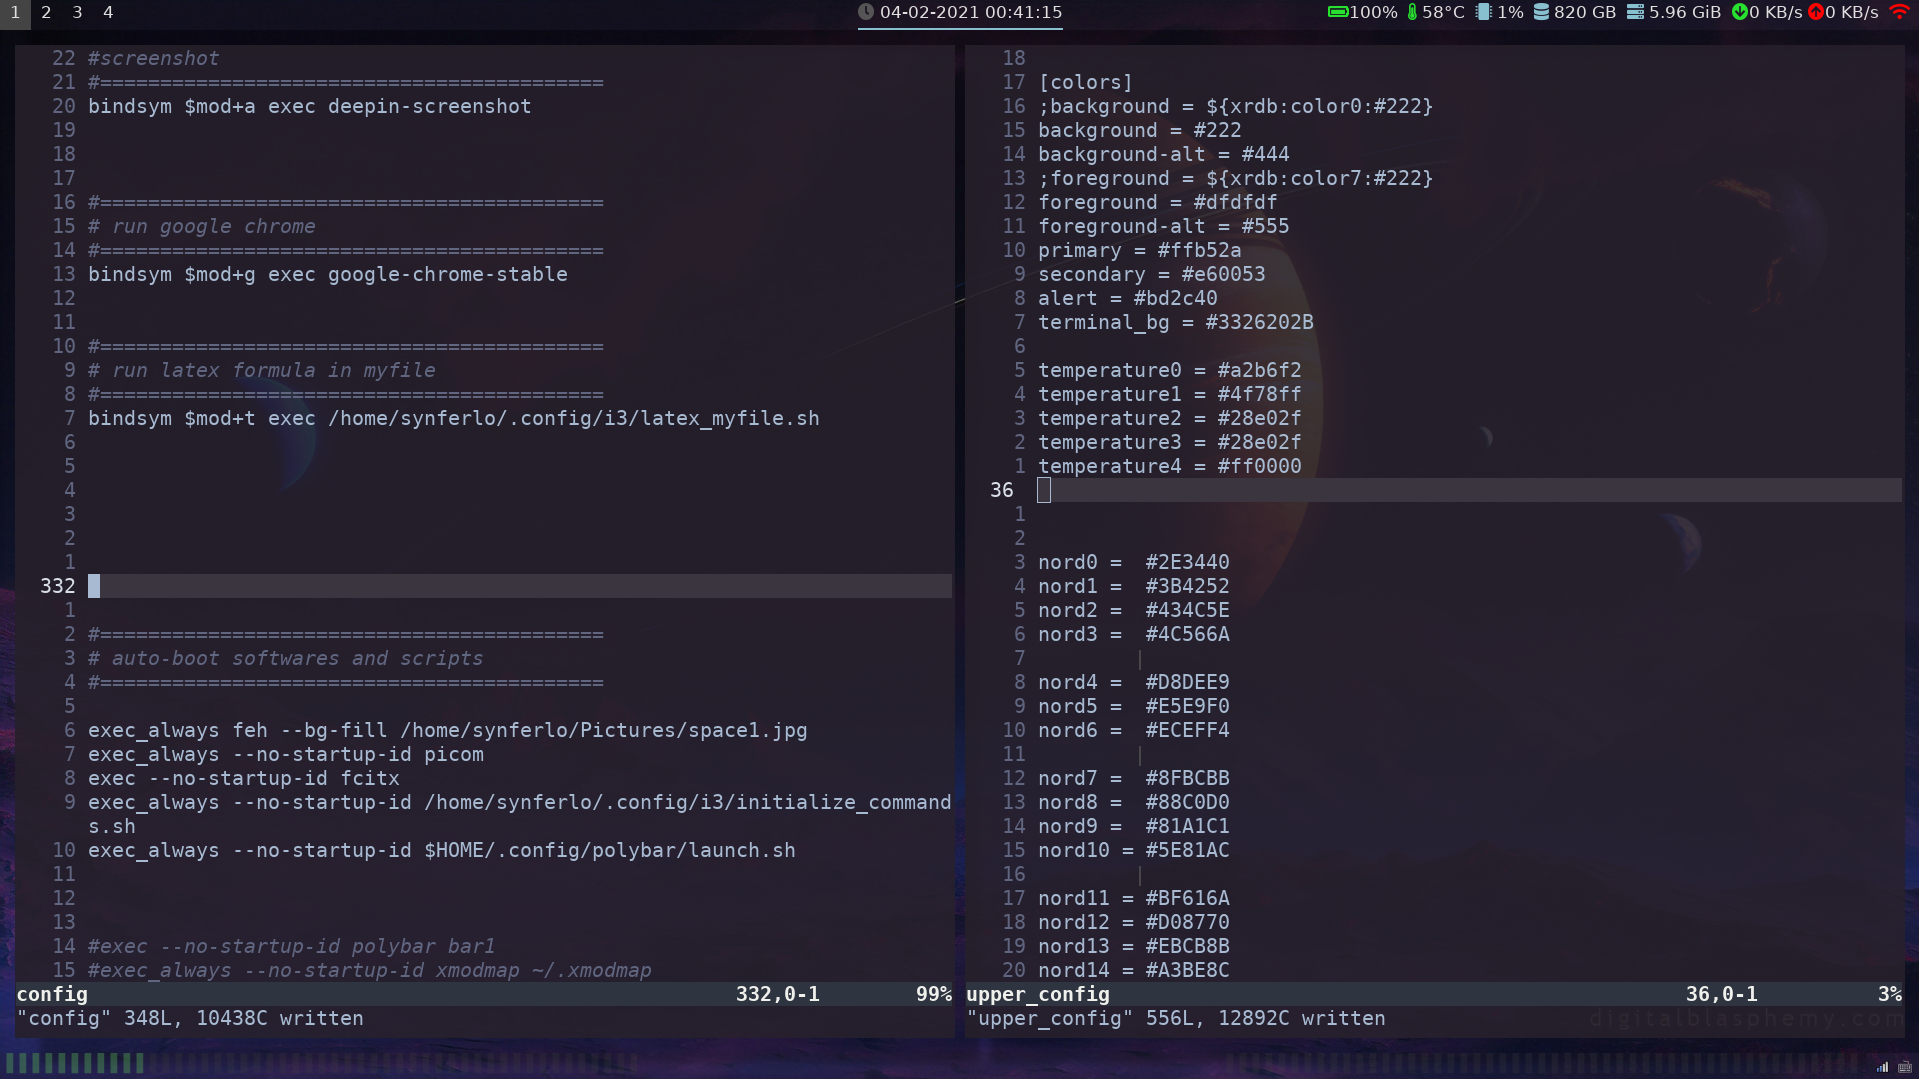 1 2 3 4
04-02-2021 00:41:15
100% 58°C 1% 820 GB 5.96 GiB 0 KB/s 0 KB/s
22 #screenshot
21 #==========================================
20 bindsym $mod+a exec deepin-screenshot
19
18
17
16 #==========================================
15 # run google chrome
14 #==========================================
13 bindsym $mod+g exec google-chrome-stable
12
11
10 #==========================================
9 # run latex formula in myfile
8 #==========================================
7 bindsym $mod+t exec /home/synferlo/.config/i3/latex_myfile.sh
6
5
4
3
2
1
332
1
2 #==========================================
3 # auto-boot softwares and scripts
4 #==========================================
5
6 exec_always feh --bg-fill /home/synferlo/Pictures/space1.jpg
7 exec_always --no-startup-id picom
8 exec --no-startup-id fcitx
9 exec_always --no-startup-id /home/synferlo/.config/i3/initialize_command
s.sh
10 exec_always --no-startup-id $HOME/.config/polybar/launch.sh
11
12
13
14 #exec --no-startup-id polybar bar1
15 #exec_always --no-startup-id xmodmap ~/.xmodmap
config 332,0-1 99%
"config" 348L, 10438C written
18
17 [colors]
16 ;background = ${xrdb:color0:#222}
15 background = #222
14 background-alt = #444
13 ;foreground = ${xrdb:color7:#222}
12 foreground = #dfdfdf
11 foreground-alt = #555
10 primary = #ffb52a
9 secondary = #e60053
8 alert = #bd2c40
7 terminal_bg = #3326202B
6
5 temperature0 = #a2b6f2
4 temperature1 = #4f78ff
3 temperature2 = #28e02f
2 temperature3 = #28e02f
1 temperature4 = #ff0000
36
1
2
3 nord0 =  #2E3440
4 nord1 =  #3B4252
5 nord2 =  #434C5E
6 nord3 =  #4C566A
7 |
8 nord4 =  #D8DEE9
9 nord5 =  #E5E9F0
10 nord6 =  #ECEFF4
11 |
12 nord7 =  #8FBCBB
13 nord8 =  #88C0D0
14 nord9 =  #81A1C1
15 nord10 = #5E81AC
16 |
17 nord11 = #BF616A
18 nord12 = #D08770
19 nord13 = #EBCB8B
20 nord14 = #A3BE8C
upper_config 36,0-1 3%
"upper_config" 556L, 12892C written
digitalblasphemy.com